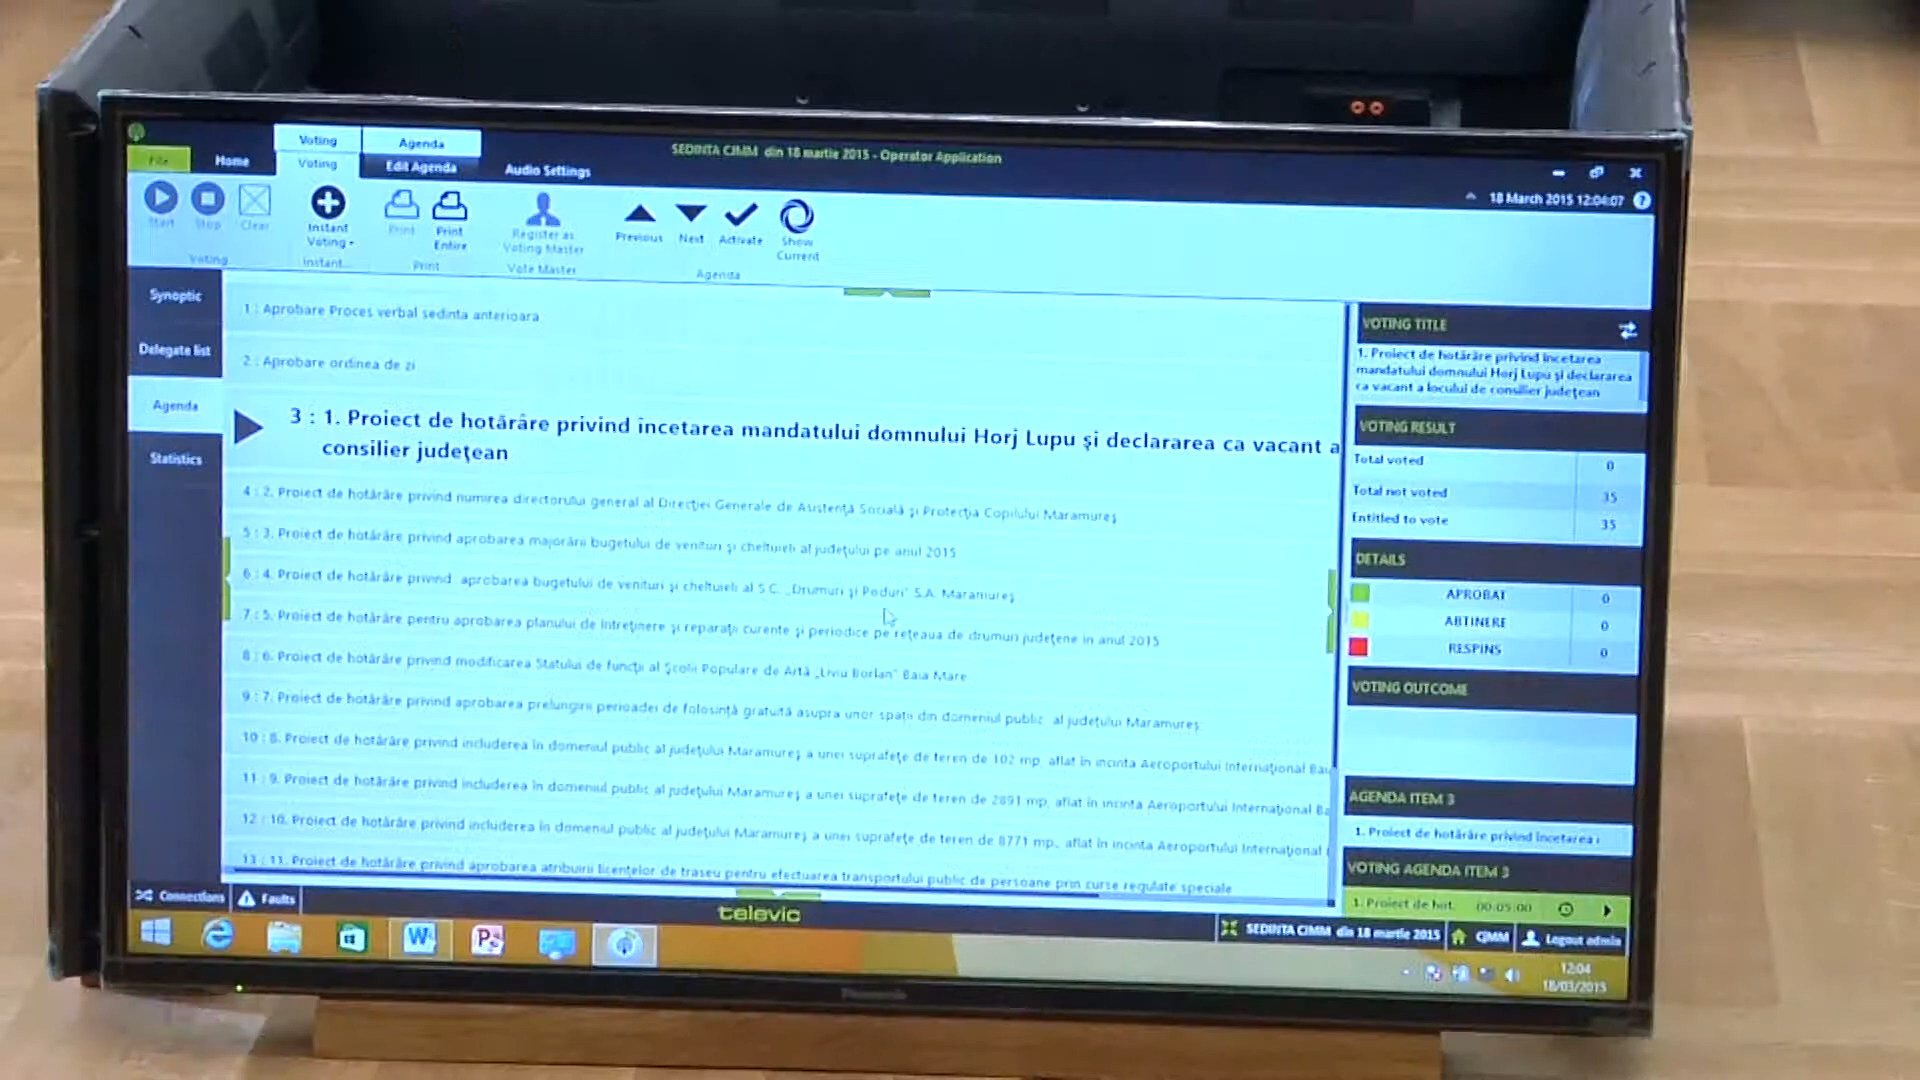 Voting
Agenda
SEDINTA CJMM din 18 martie 2015 - Operator Application
File
Home
Voting
Edit Agenda
Audio Settings
18 March 2015 12:04:07
Start
Stop
Clear
Instant
Voting
Print
Print
Entire
Register as
Voting Master
Previous
Next
Activate
Show
Current
Voting
Instant...
Print
Vote Master
Agenda
Synoptic
Delegate list
Agenda
Statistics
1 : Aprobare Proces verbal sedinta anterioara
2 : Aprobare ordinea de zi
3 : 1. Proiect de hotărâre privind încetarea mandatului domnului Horj Lupu şi declararea ca vacant a
consilier judeţean
4 : 2. Proiect de hotărâre privind numirea directorului general al Direcţiei Generale de Asistenţă Socială şi Protecţia Copilului Maramureş
5 : 3. Proiect de hotărâre privind aprobarea majorării bugetului de venituri şi cheltuieli al judeţului pe anul 2015
6 : 4. Proiect de hotărâre privind aprobarea bugetului de venituri şi cheltuieli al S.C. „Drumuri şi Poduri” S.A. Maramureş
7 : 5. Proiect de hotărâre pentru aprobarea planului de întreţinere şi reparaţii curente şi periodice pe reţeaua de drumuri judeţene in anul 2015
8 : 6. Proiect de hotărâre privind modificarea Statului de funcţii al Şcolii Populare de Artă „Liviu Borlan” Baia Mare
9 : 7. Proiect de hotărâre privind aprobarea prelungirii perioadei de folosinţă gratuită asupra unor spaţii din domeniul public al judeţului Maramureş
10 : 8. Proiect de hotărâre privind includerea în domeniul public al judeţului Maramureş a unei suprafeţe de teren de 102 mp, aflat în incinta Aeroportului Internaţional Bai
11 : 9. Proiect de hotărâre privind includerea în domeniul public al judeţului Maramureş a unei suprafeţe de teren de 2891 mp, aflat în incinta Aeroportului Internaţional Ba
12 : 10. Proiect de hotărâre privind includerea în domeniul public al judeţului Maramureş a unei suprafeţe de teren de 8771 mp., aflat în incinta Aeroportului Internaţional
13 : 11. Proiect de hotărâre privind aprobarea atribuirii licenţelor de traseu pentru efectuarea transportului public de persoane prin curse regulate speciale
VOTING TITLE
1. Proiect de hotărâre privind încetarea
mandatului domnului Horj Lupu şi declararea
ca vacant a locului de consilier judeţean
VOTING RESULT
Total voted 0
Total not voted 35
Entitled to vote 35
DETAILS
APROBAT 0
ABTINERE 0
RESPINS 0
VOTING OUTCOME
AGENDA ITEM 3
1. Proiect de hotărâre privind încetarea
VOTING AGENDA ITEM 3
1. Proiect de hot. 00:05:00
Connections
Faults
televic
SEDINTA CJMM din 18 martie 2015
CJMM
Logout admin
12:04
18/03/2015